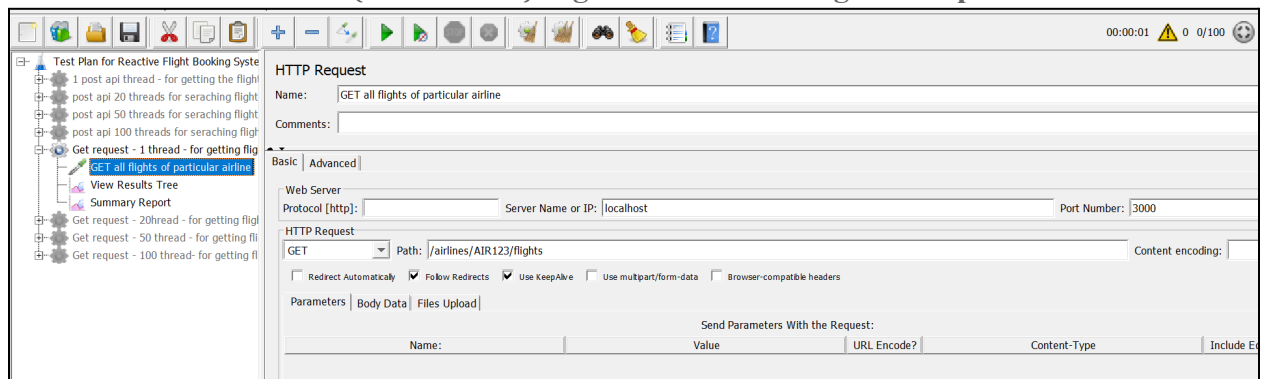 00:00:01 0 0/100
Test Plan for Reactive Flight Booking Syste
1 post api thread - for getting the flight
post api 20 threads for seraching flight
post api 50 threads for seraching flight
post api 100 threads for seraching fligh
Get request - 1 thread - for getting flig
GET all flights of particular airline
View Results Tree
Summary Report
Get request - 20hread - for getting fligh
Get request - 50 thread - for getting fli
Get request - 100 thread- for getting fl
HTTP Request
Name: GET all flights of particular airline
Comments:
Basic Advanced
Web Server
Protocol [http]: Server Name or IP: localhost Port Number: 3000
HTTP Request
GET Path: /airlines/AIR123/flights Content encoding:
Redirect Automatically Follow Redirects Use KeepAlive Use multipart/form-data Browser-compatible headers
Parameters Body Data Files Upload
Send Parameters With the Request:
Name: Value URL Encode? Content-Type Include Ec